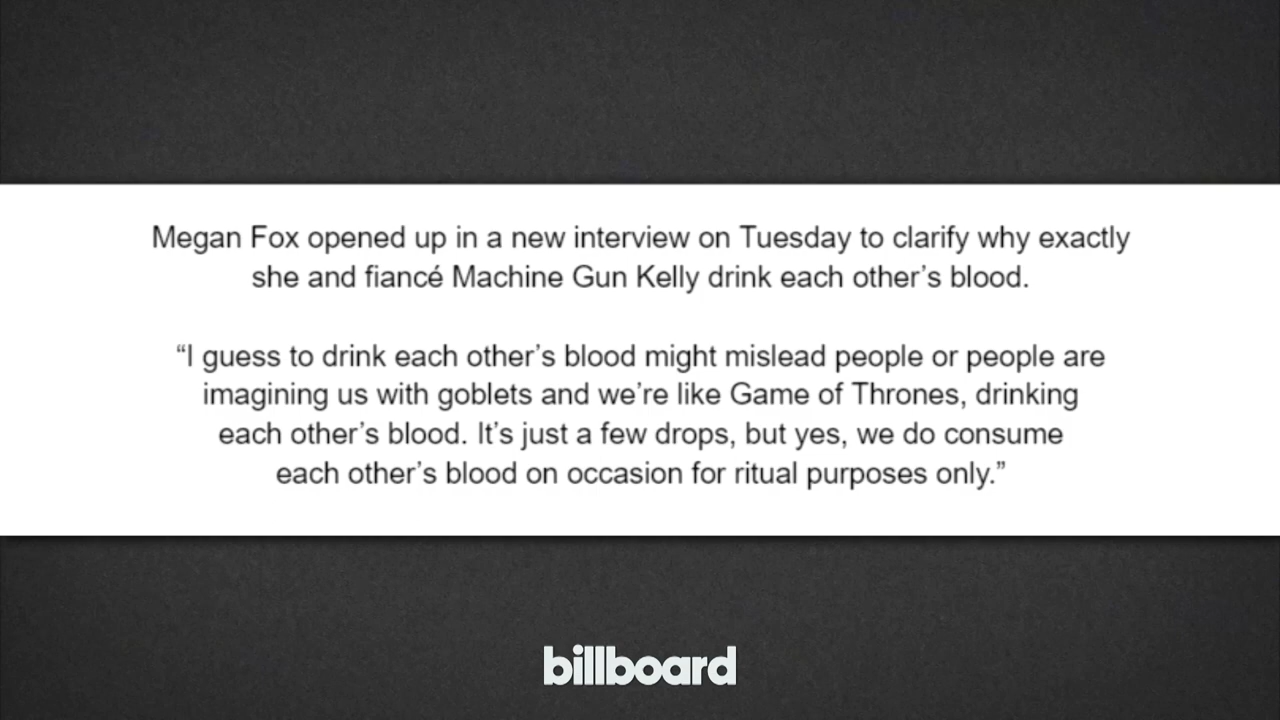 Megan Fox opened up in a new interview on Tuesday to clarify why exactly
she and fiancé Machine Gun Kelly drink each other’s blood.
“I guess to drink each other’s blood might mislead people or people are
imagining us with goblets and we’re like Game of Thrones, drinking
each other’s blood. It’s just a few drops, but yes, we do consume
each other’s blood on occasion for ritual purposes only.”
billboard